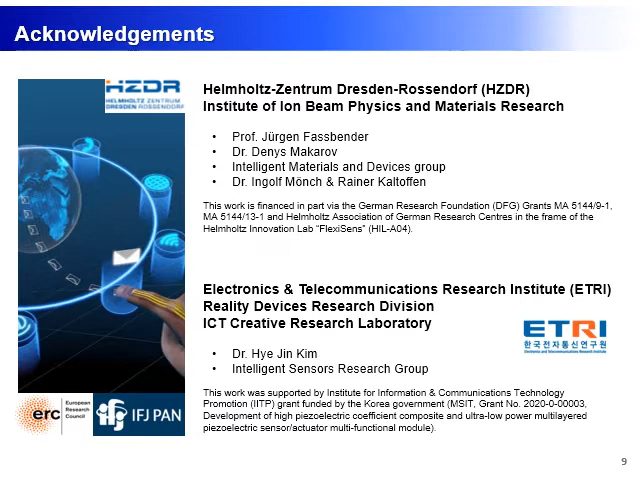 Acknowledgements
HZDR
HELMHOLTZ ZENTRUM
DRESDEN ROSSENDORF
Helmholtz-Zentrum Dresden-Rossendorf (HZDR)
Institute of Ion Beam Physics and Materials Research
• Prof. Jürgen Fassbender
• Dr. Denys Makarov
• Intelligent Materials and Devices group
• Dr. Ingolf Mönch & Rainer Kaltoffen
This work is financed in part via the German Research Foundation (DFG) Grants MA 5144/9-1,
MA 5144/13-1 and Helmholtz Association of German Research Centres in the frame of the
Helmholtz Innovation Lab “FlexiSens” (HIL-A04).
Electronics & Telecommunications Research Institute (ETRI)
Reality Devices Research Division
ICT Creative Research Laboratory
ETRI
한국전자통신연구원
Electronics and Telecommunications Research Institute
• Dr. Hye Jin Kim
• Intelligent Sensors Research Group
This work was supported by Institute for Information & Communications Technology
Promotion (IITP) grant funded by the Korea government (MSIT, Grant No. 2020-0-00003,
Development of high piezoelectric coefficient composite and ultra-low power multilayered
piezoelectric sensor/actuator multi-functional module).
erc
European
Research
Council
ifj
IFJ PAN
9